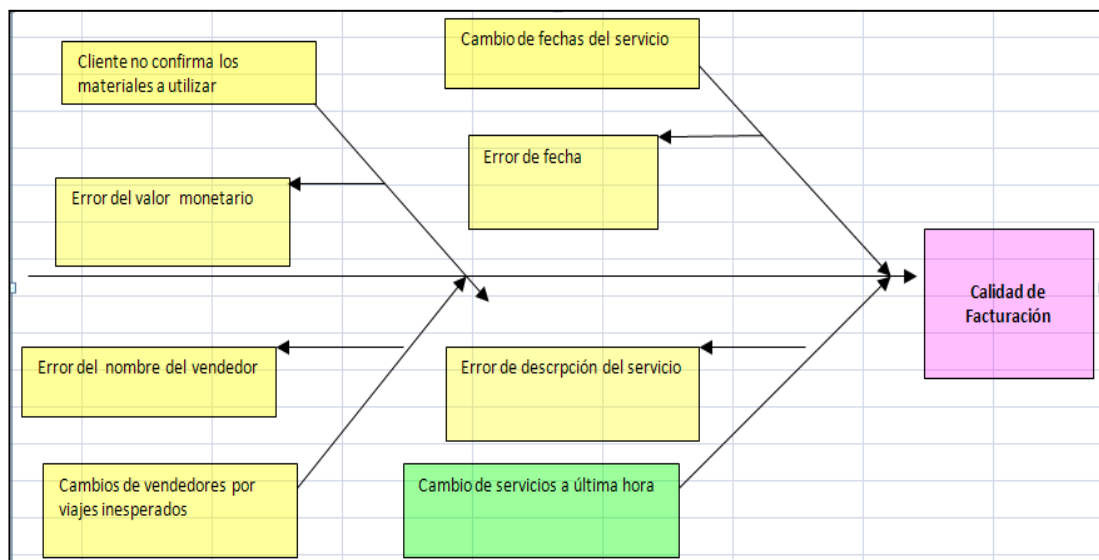 Cliente no confirma los
materiales a utilizar
Cambio de fechas del servicio
Error de fecha
Error del valor monetario
Calidad de
Facturación
Error del nombre del vendedor
Error de descrpción del servicio
Cambios de vendedores por
viajes inesperados
Cambio de servicios a última hora